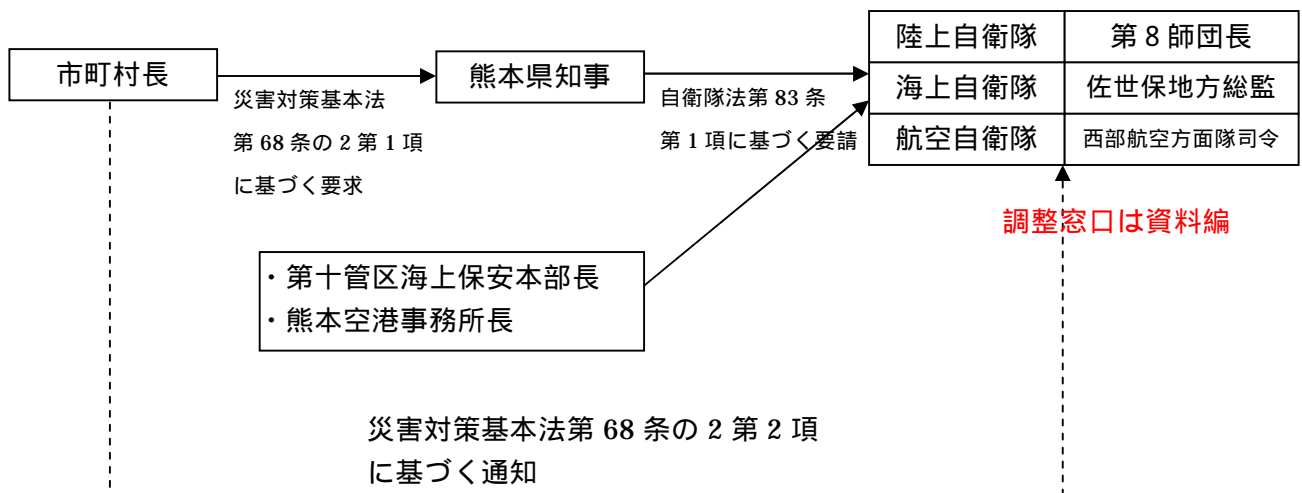 市町村長
災害対策基本法
第 68 条の 2 第 1 項
に基づく要求
熊本県知事
自衛隊法第 83 条
第 1 項に基づく要請
陸上自衛隊 第 8 師団長
海上自衛隊 佐世保地方総監
航空自衛隊 西部航空方面隊司令
調整窓口は資料編
・第十管区海上保安本部長
・熊本空港事務所長
災害対策基本法第 68 条の 2 第 2 項
に基づく通知